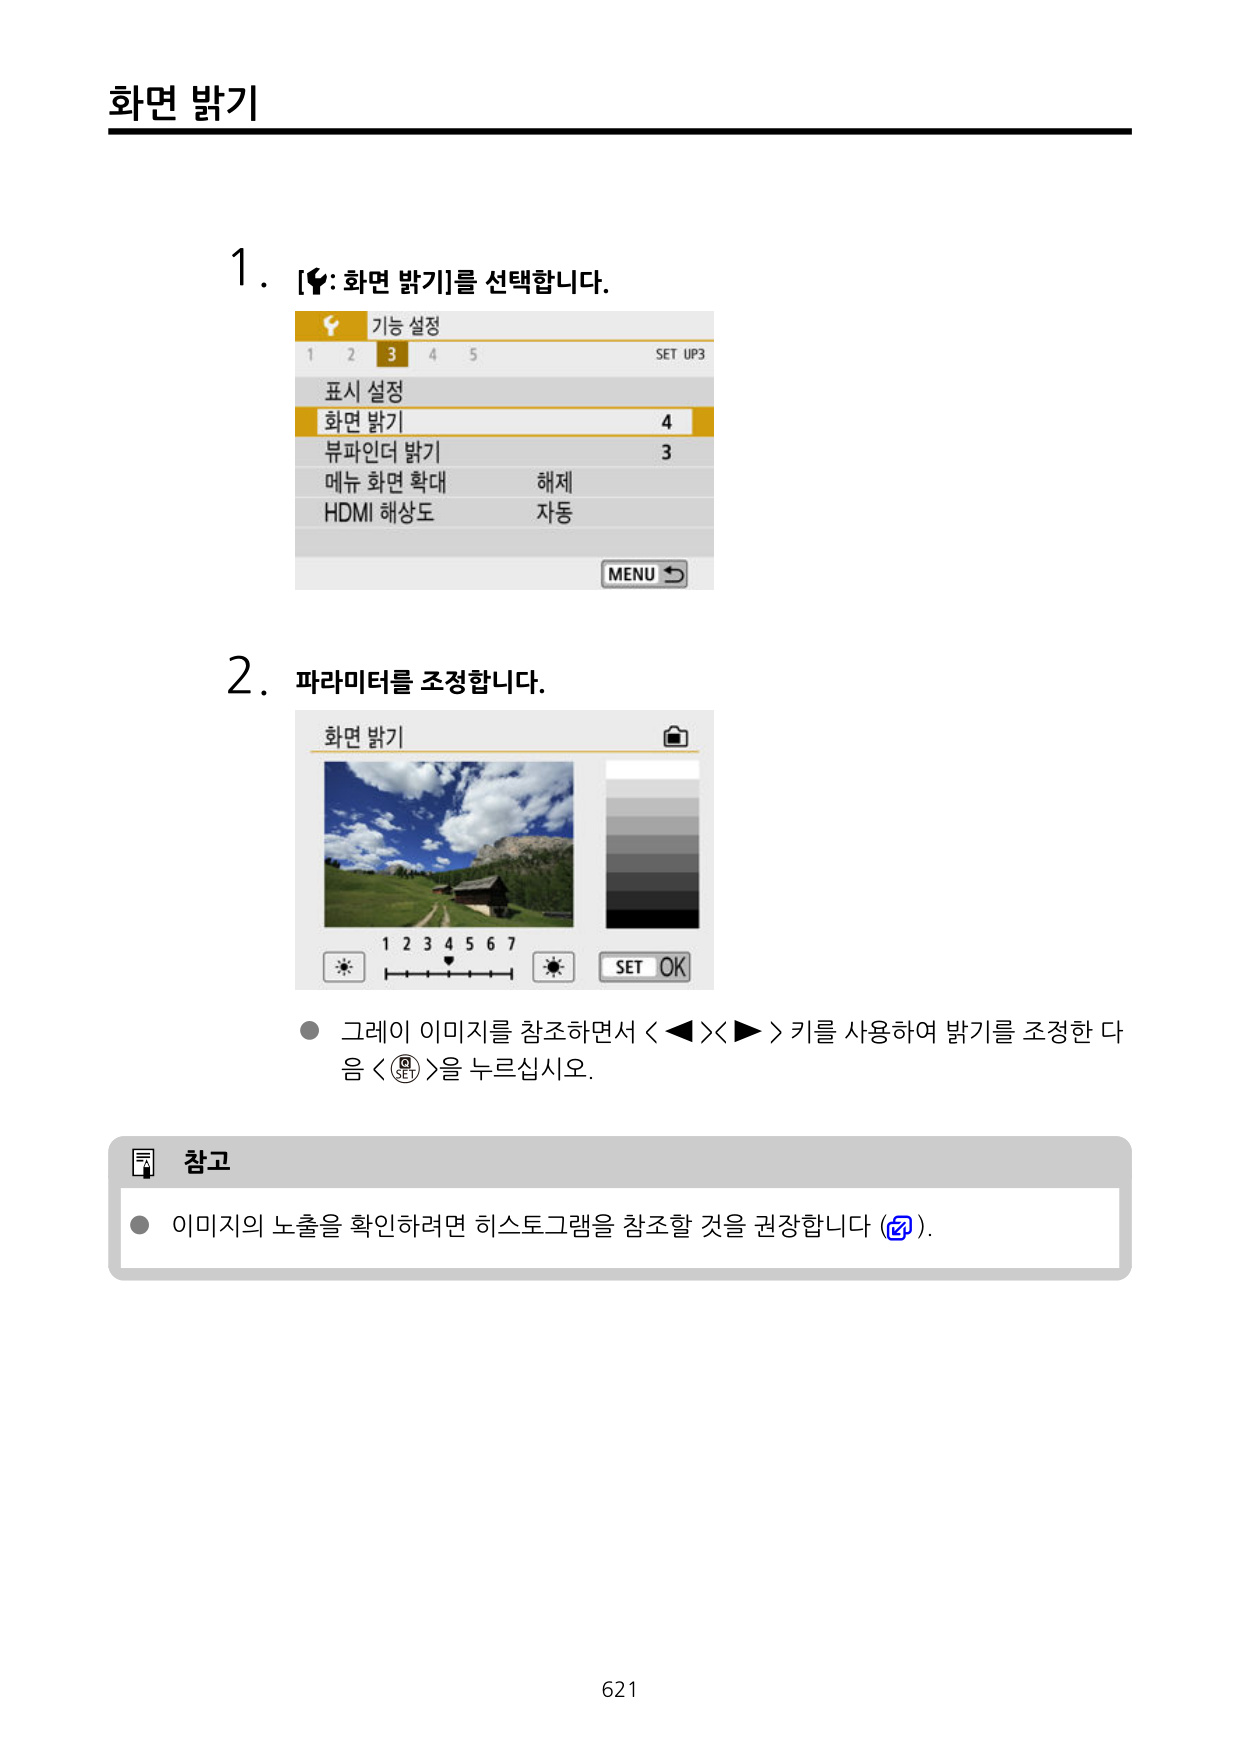 화면 밝기
1. [: 화면 밝기]를 선택합니다.
기능 설정
1 2 3 4 5 SET UP3
표시 설정
화면 밝기 4
뷰파인더 밝기 3
메뉴 화면 확대 해제
HDMI 해상도 자동
MENU
2. 파라미터를 조정합니다.
화면 밝기
1 2 3 4 5 6 7
SET OK
● 그레이 이미지를 참조하면서 < ◀ >< ▶ > 키를 사용하여 밝기를 조정한 다
음 < Q SET >을 누르십시오.
참고
● 이미지의 노출을 확인하려면 히스토그램을 참조할 것을 권장합니다 ( ).
621